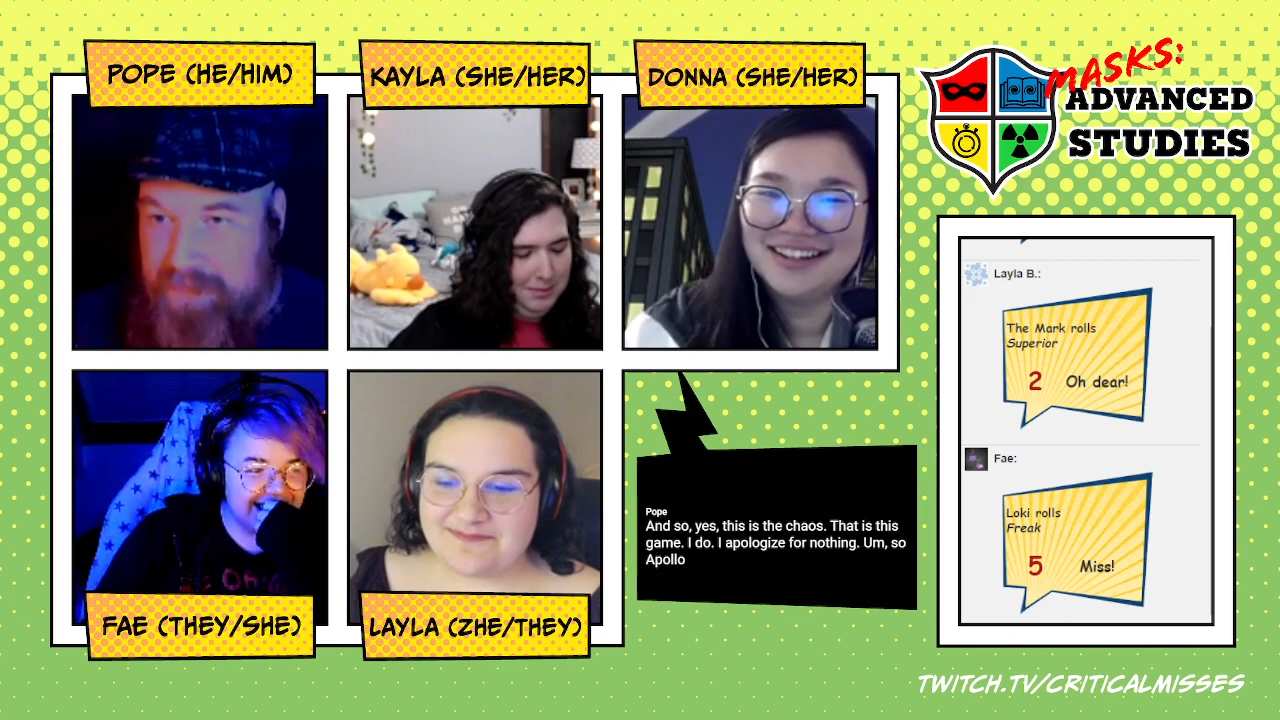 POPE (HE/HIM)
KAYLA (SHE/HER)
DONNA (SHE/HER)
MASKS:
ADVANCED
STUDIES
Layla B.:
The Mark rolls
Superior
2 Oh dear!
Fae:
Loki rolls
Freak
5 Miss!
Pope
And so, yes, this is the chaos. That is this
game. I do. I apologize for nothing. Um, so
Apollo
FAE (THEY/SHE)
LAYLA (ZHE/THEY)
TWITCH.TV/CRITICALMISSES